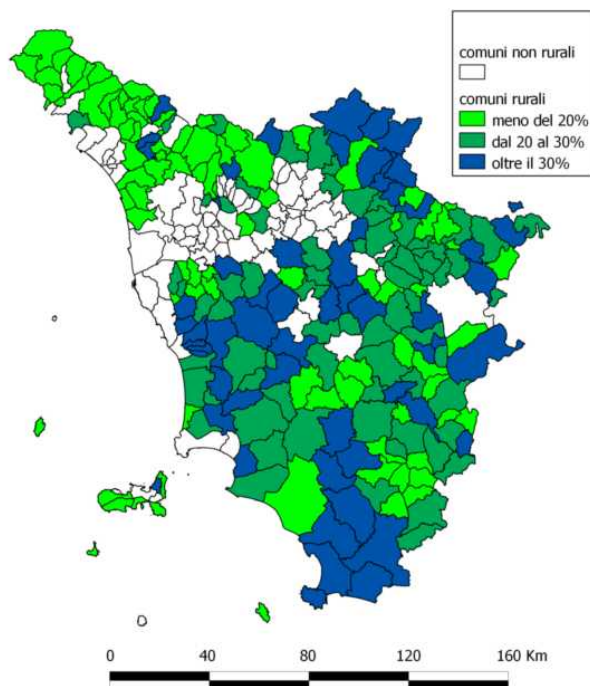 comuni non rurali
comuni rurali
meno del 20%
dal 20 al 30%
oltre il 30%
0 40 80 120 160 Km